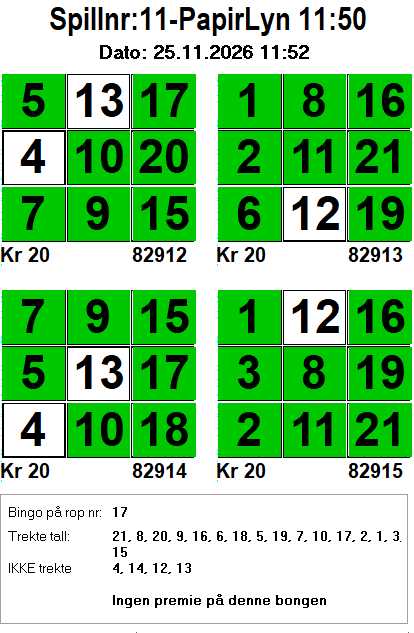 Spillnr:11-PapirLyn 11:50
Dato: 25.11.2026 11:52
5 13 17
4 10 20
7 9 15
Kr 20 82912
1 8 16
2 11 21
6 12 19
Kr 20 82913
7 9 15
5 13 17
4 10 18
Kr 20 82914
1 12 16
3 8 19
2 11 21
Kr 20 82915
Bingo på rop nr: 17
Trekte tall: 21, 8, 20, 9, 16, 6, 18, 5, 19, 7, 10, 17, 2, 1, 3,
15
IKKE trekte 4, 14, 12, 13
Ingen premie på denne bongen